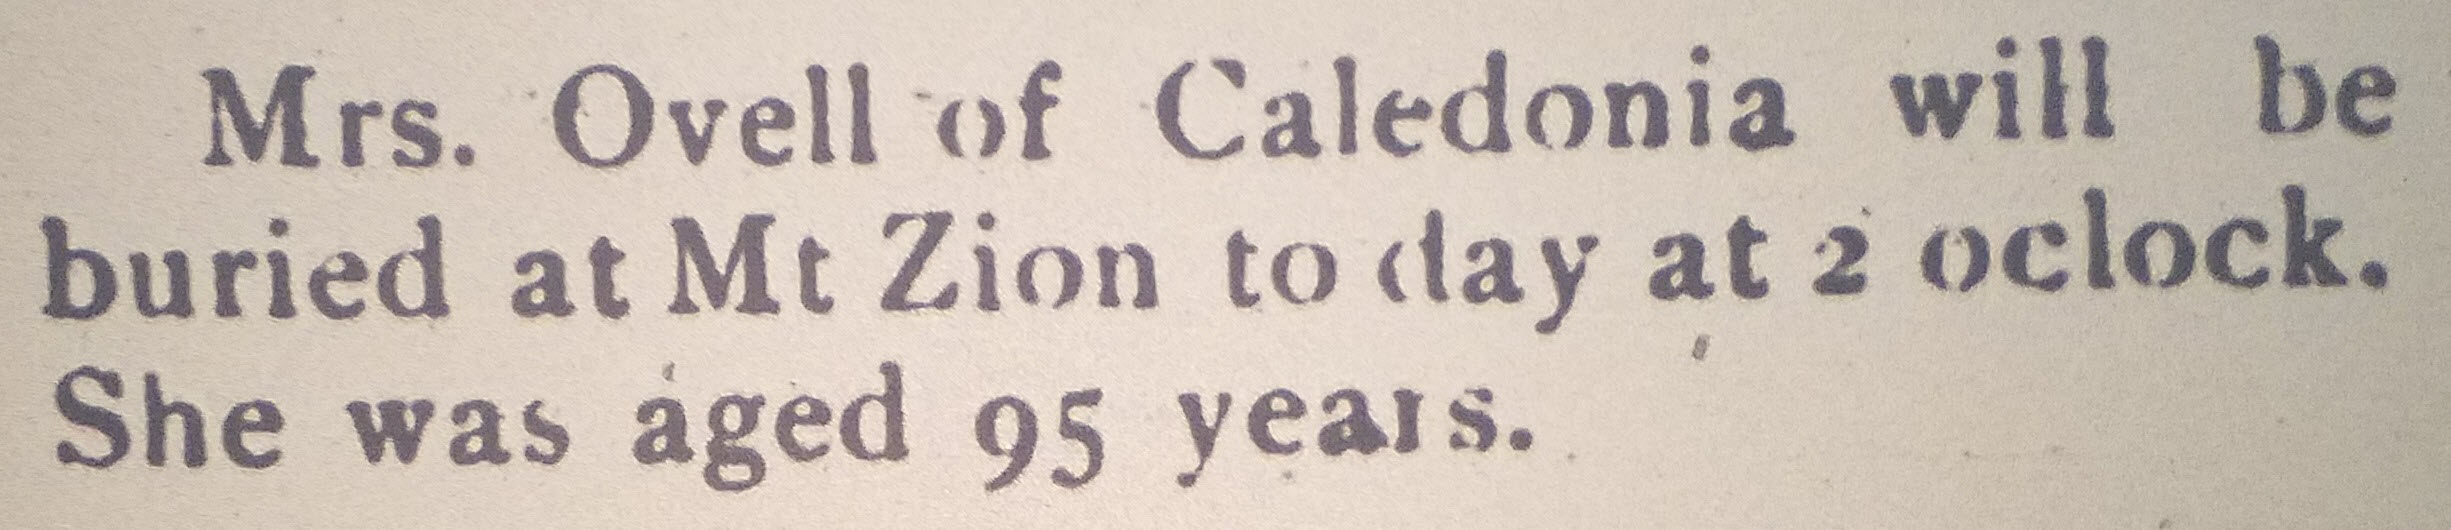 Mrs. Ovell of Caledonia will be
buried at Mt Zion to day at 2 oclock.
She was aged 95 years.